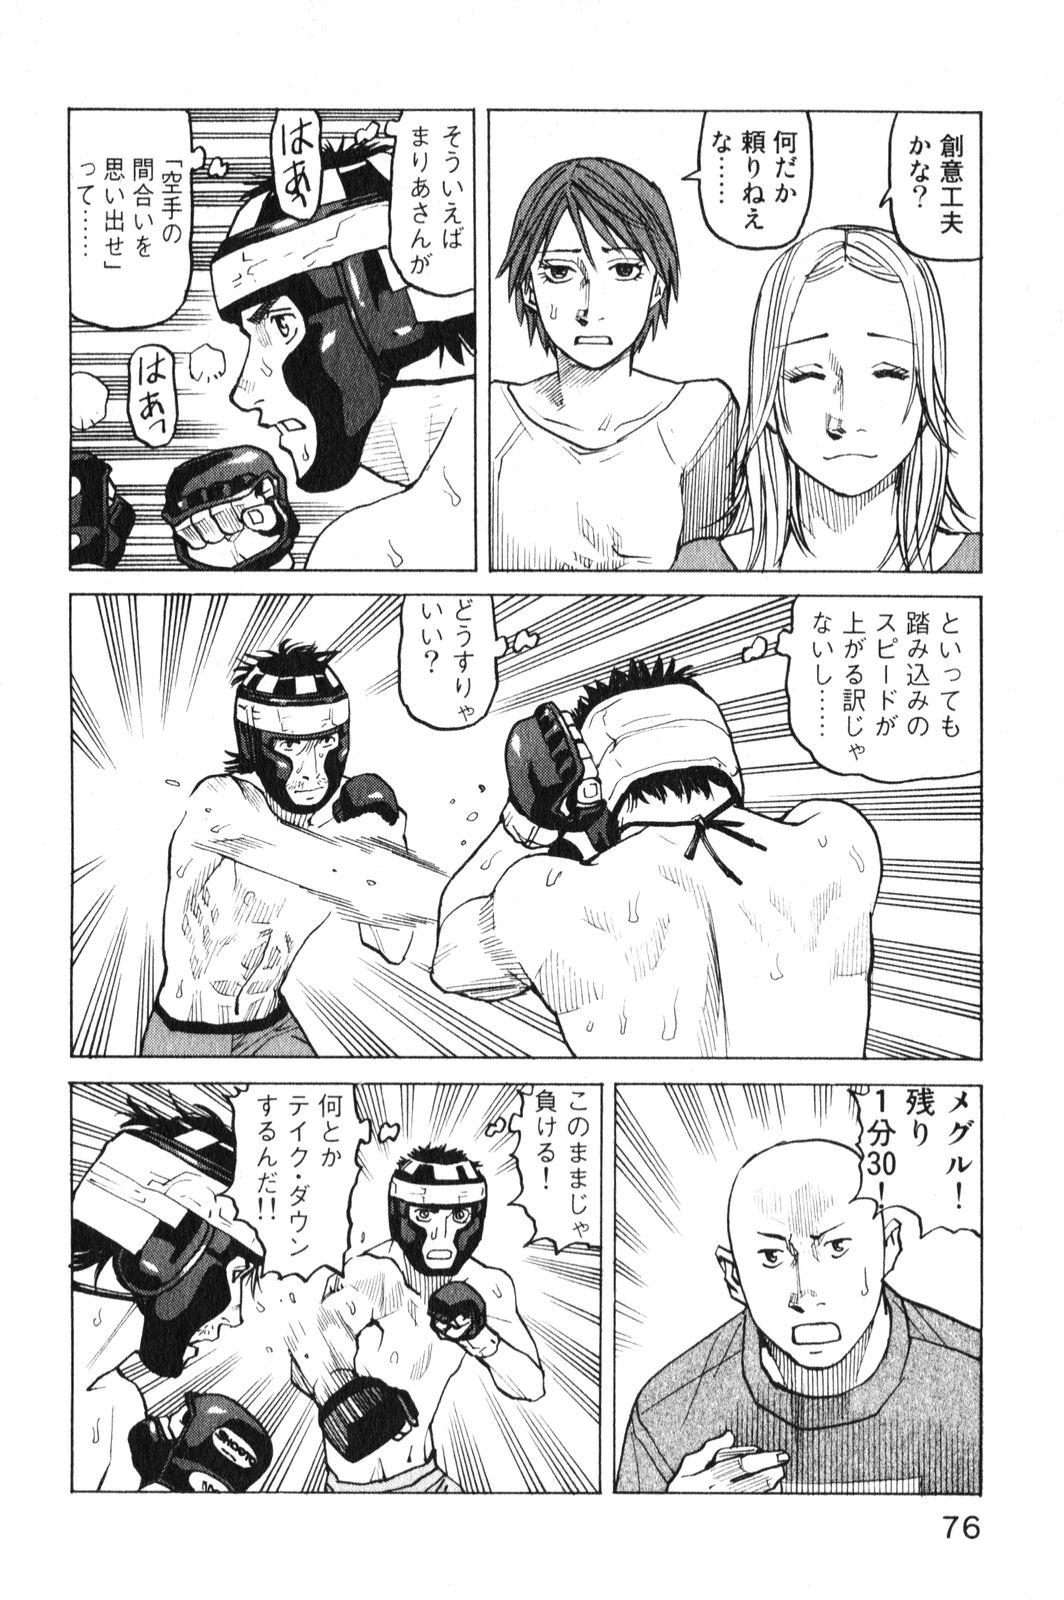 創意工夫
かな?
何だか
頼りねえ
な……
そういえば
まりあさんが
はあっ
「空手の
間合いを
思い出せ」
って……
はあっ
といっても
踏み込みの
スピードが
上がる訳じゃ
ないし……
どうすりゃ
いい?
メグル!
残り
1分30!
このままじゃ
負ける!
何とか
テイク・ダウン
するんだ!!
SHOOTO
76